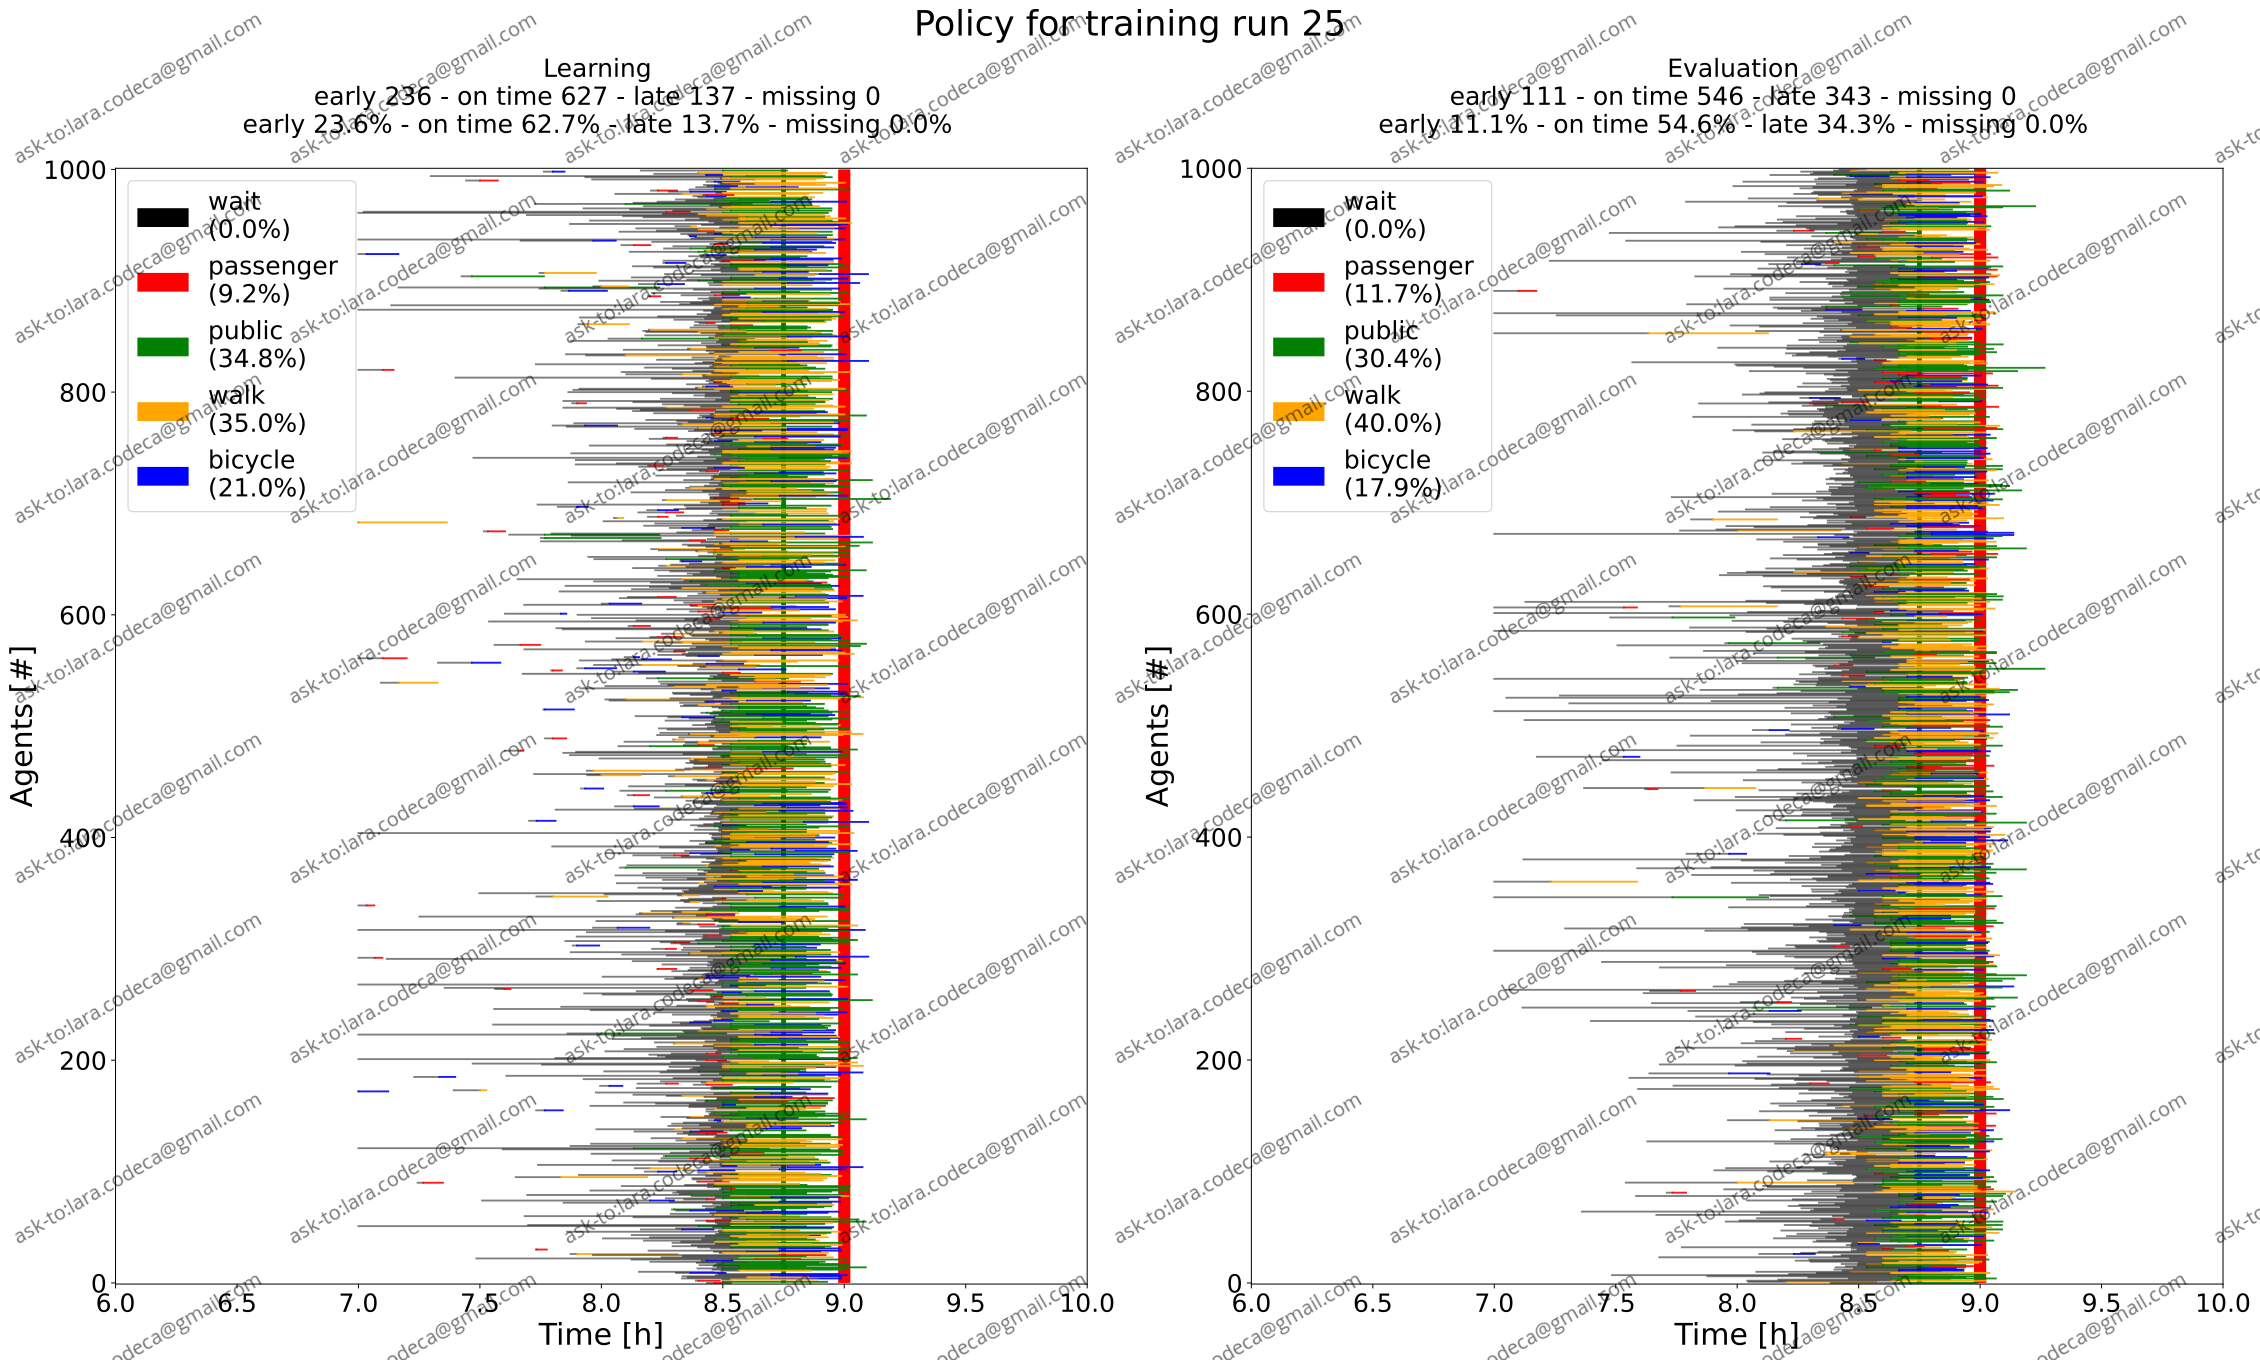 Policy for training run 25
Learning
early 236 - on time 627 - late 137 - missing 0
early 23.6% - on time 62.7% - late 13.7% - missing 0.0%
1000
800
600
400
200
0
Agents [#]
wait
(0.0%)
passenger
(9.2%)
public
(34.8%)
walk
(35.0%)
bicycle
(21.0%)
6.0 6.5 7.0 7.5 8.0 8.5 9.0 9.5 10.0
Time [h]
Evaluation
early 111 - on time 546 - late 343 - missing 0
early 11.1% - on time 54.6% - late 34.3% - missing 0.0%
1000
800
600
400
200
0
Agents [#]
wait
(0.0%)
passenger
(11.7%)
public
(30.4%)
walk
(40.0%)
bicycle
(17.9%)
6.0 6.5 7.0 7.5 8.0 8.5 9.0 9.5 10.0
Time [h]
ask-to:lara.codeca@gmail.com